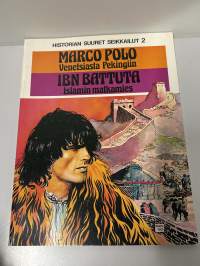 HISTORIAN SUURET SEIKKAILUT 2
MARCO POLO
Venetsiasta Pekingiin
IBN BATTUTA
Islamin matkamies